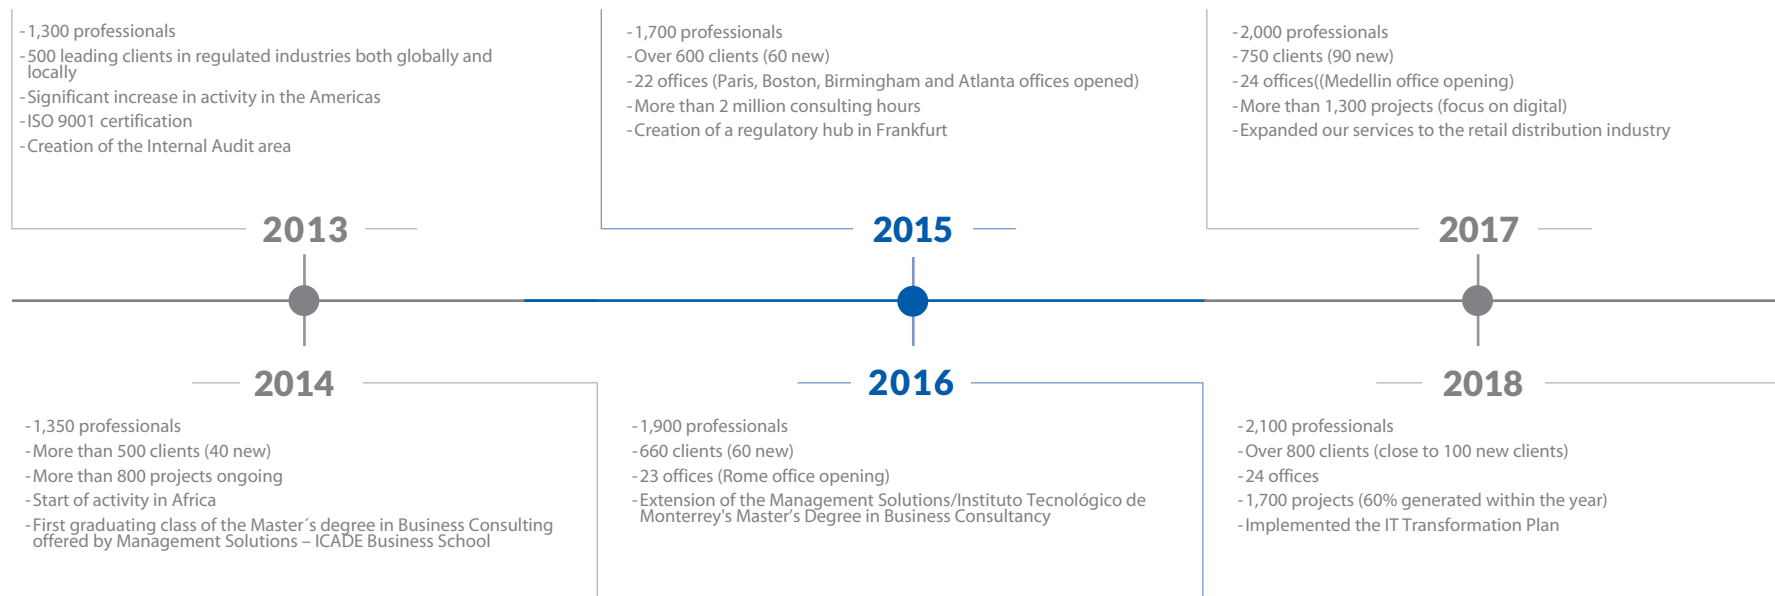 -1,300 professionals
-500 leading clients in regulated industries both globally and
locally
-Significant increase in activity in the Americas
-ISO 9001 certification
-Creation of the Internal Audit area
2013
2014
-1,350 professionals
-More than 500 clients (40 new)
-More than 800 projects ongoing
-Start of activity in Africa
-First graduating class of the Master´s degree in Business Consulting
offered by Management Solutions – ICADE Business School
-1,700 professionals
-Over 600 clients (60 new)
-22 offices (Paris, Boston, Birmingham and Atlanta offices opened)
-More than 2 million consulting hours
-Creation of a regulatory hub in Frankfurt
2015
2016
-1,900 professionals
-660 clients (60 new)
-23 offices (Rome office opening)
-Extension of the Management Solutions/Instituto Tecnológico de
Monterrey's Master’s Degree in Business Consultancy
-2,000 professionals
-750 clients (90 new)
-24 offices((Medellin office opening)
-More than 1,300 projects (focus on digital)
-Expanded our services to the retail distribution industry
2017
2018
-2,100 professionals
-Over 800 clients (close to 100 new clients)
-24 offices
-1,700 projects (60% generated within the year)
-Implemented the IT Transformation Plan